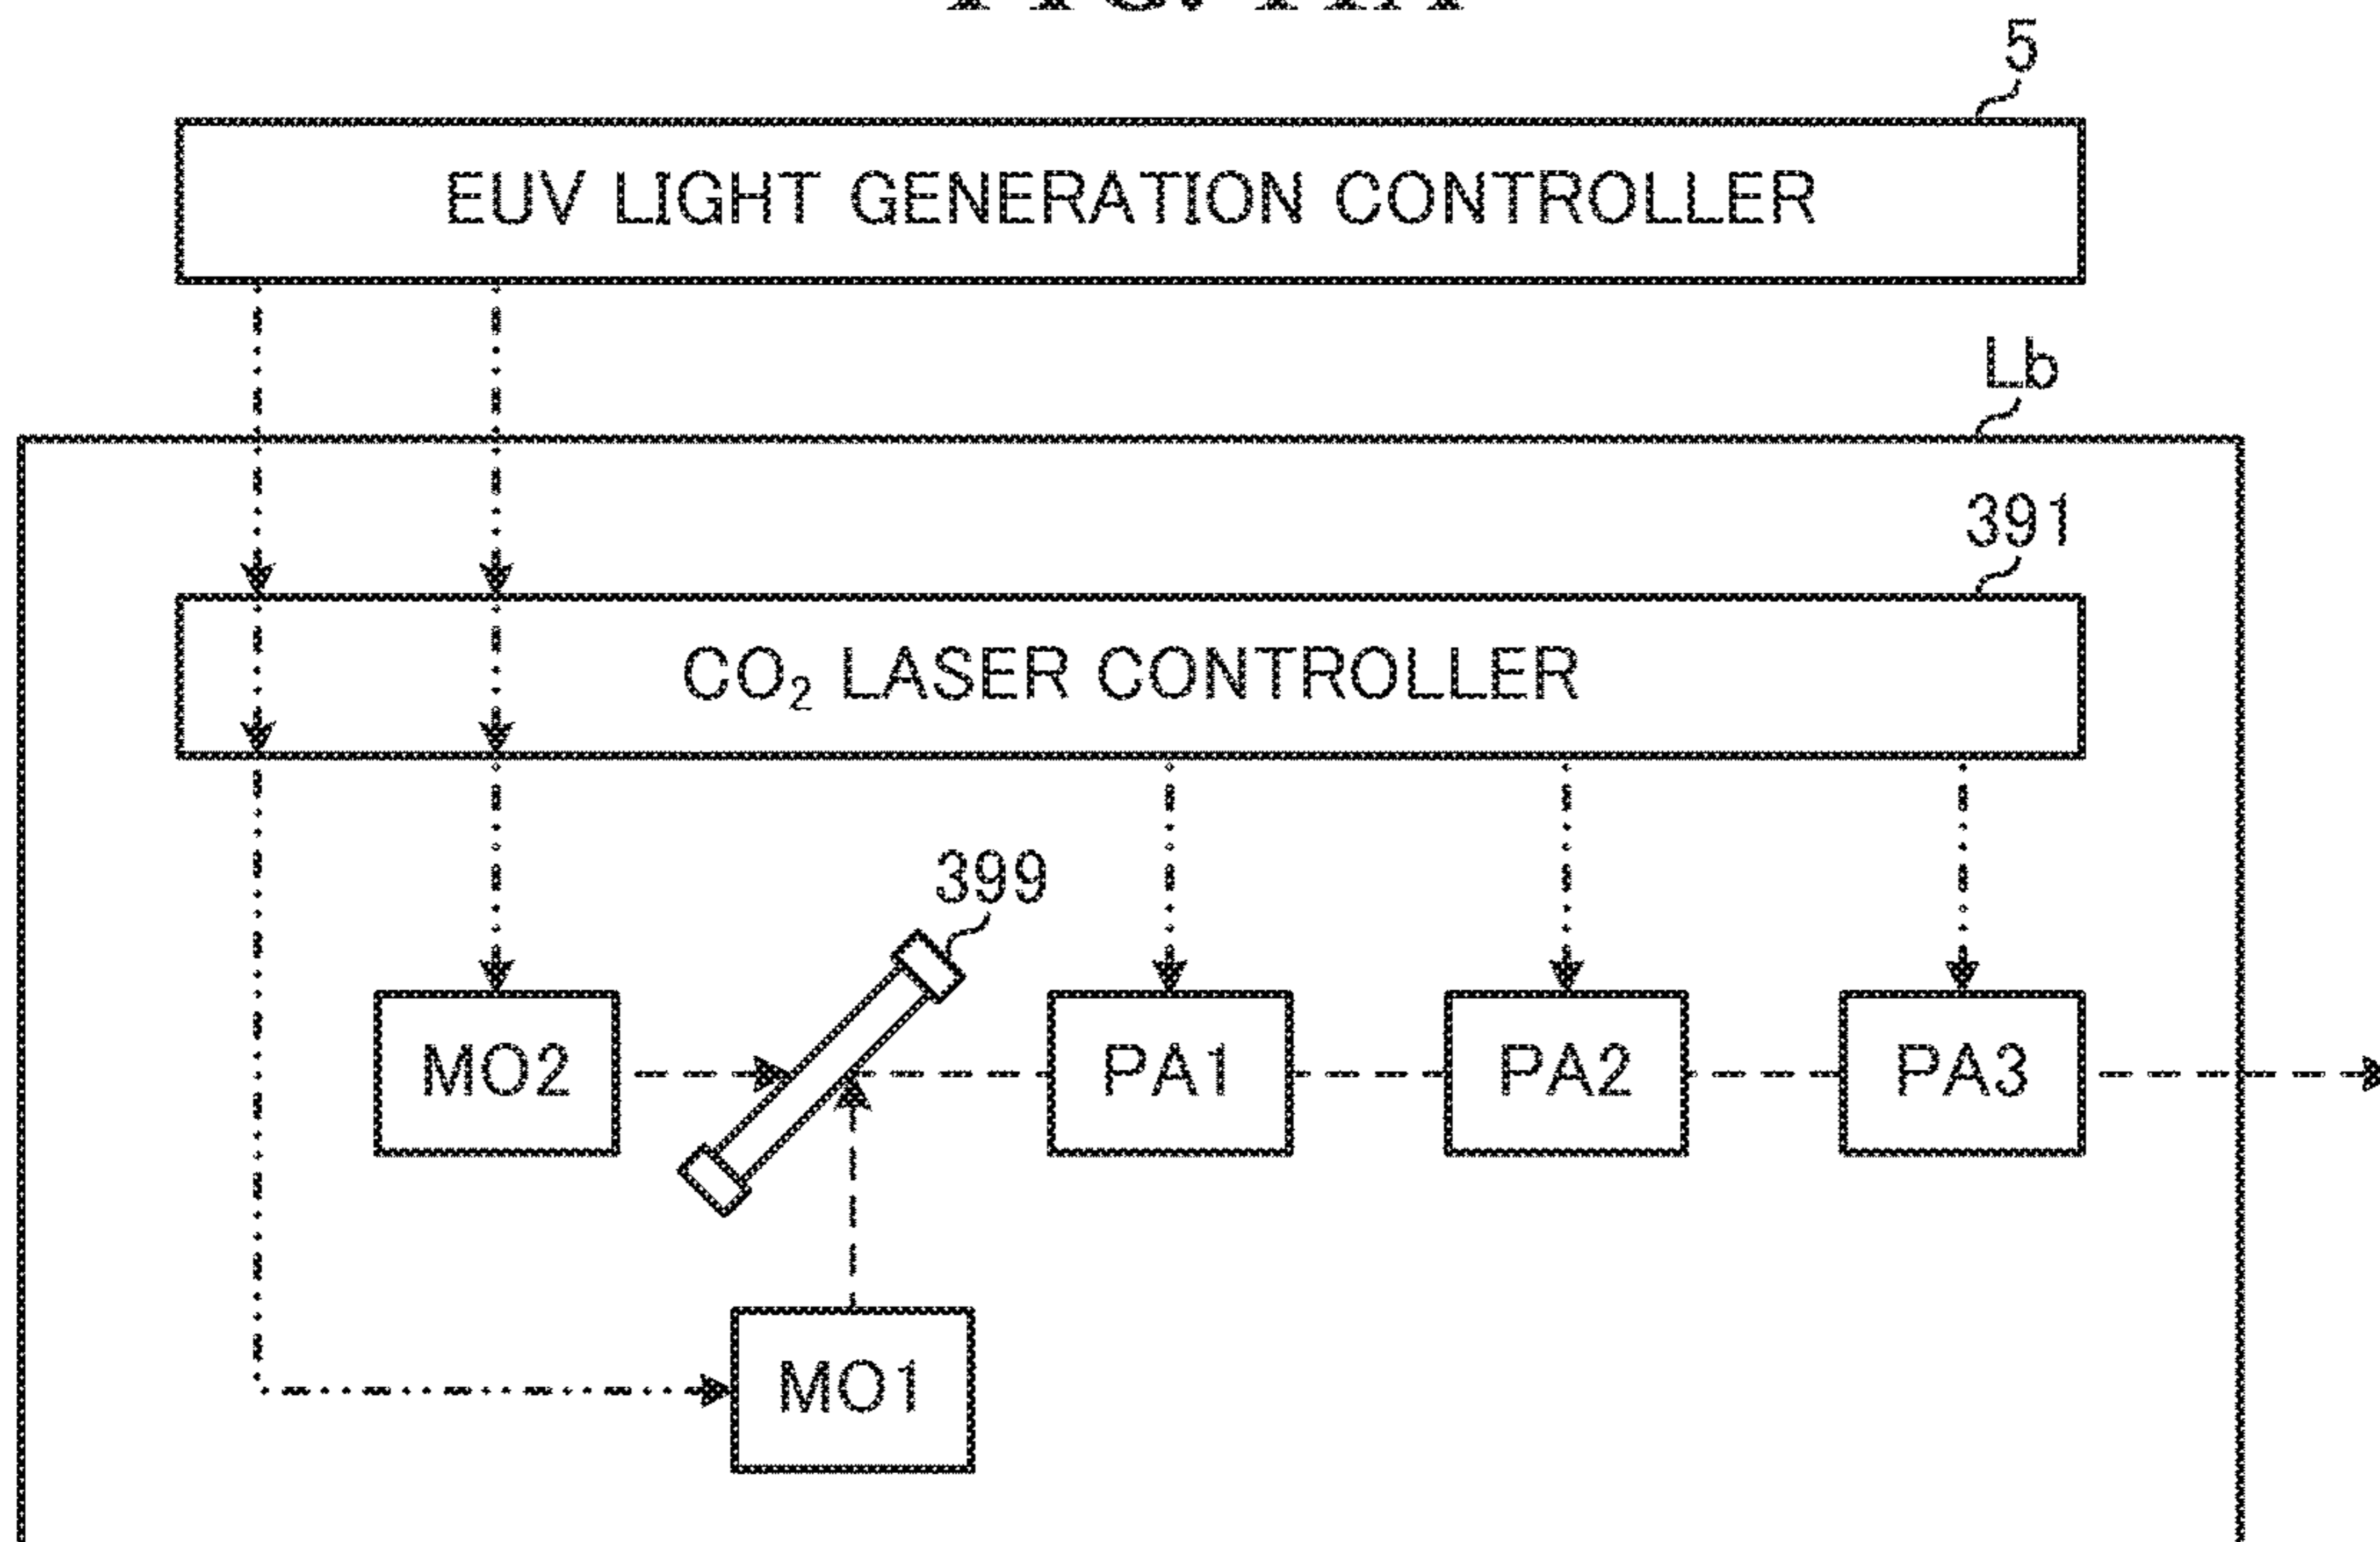 5
EUV LIGHT GENERATION CONTROLLER
Lb
391
CO₂ LASER CONTROLLER
399
MO2
PA1
PA2
PA3
MO1